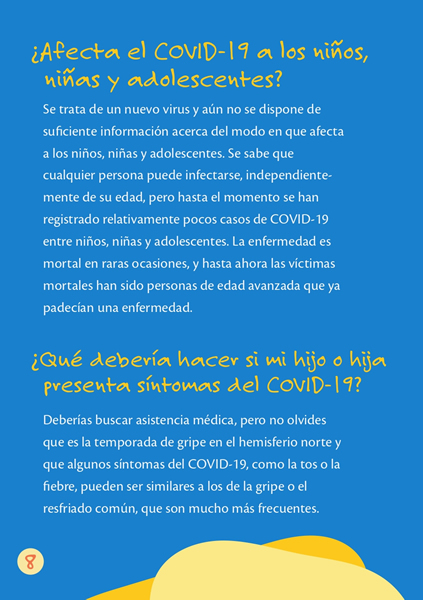 ¿Afecta el COVID-19 a los niños,
niñas y adolescentes?
Se trata de un nuevo virus y aún no se dispone de
suficiente información acerca del modo en que afecta
a los niños, niñas y adolescentes. Se sabe que
cualquier persona puede infectarse, independiente-
mente de su edad, pero hasta el momento se han
registrado relativamente pocos casos de COVID-19
entre niños, niñas y adolescentes. La enfermedad es
mortal en raras ocasiones, y hasta ahora las víctimas
mortales han sido personas de edad avanzada que ya
padecían una enfermedad.
¿Qué debería hacer si mi hijo o hija
presenta síntomas del COVID-19?
Deberías buscar asistencia médica, pero no olvides
que es la temporada de gripe en el hemisferio norte y
que algunos síntomas del COVID-19, como la tos o la
fiebre, pueden ser similares a los de la gripe o el
resfriado común, que son mucho más frecuentes.
8